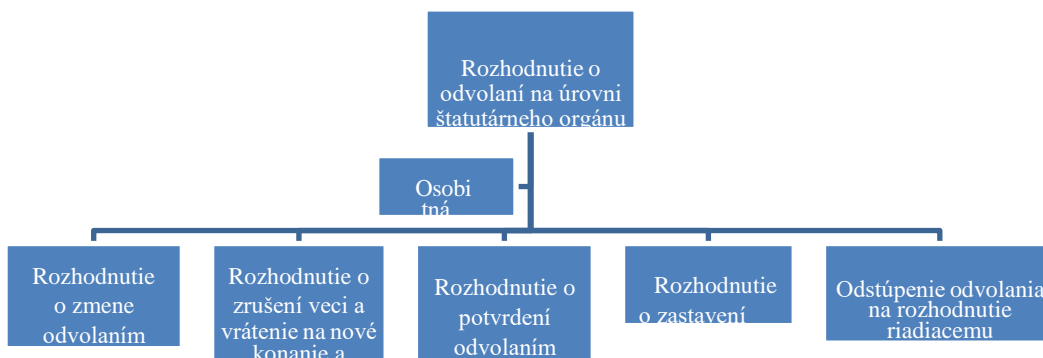 Rozhodnutie o
odvolaní na úrovni
štatutárneho orgánu
Osobi
tná
Rozhodnutie
o zmene
odvolaním
Rozhodnutie o
zrušení veci a
vrátenie na nové
konanie a
Rozhodnutie o
potvrdení
odvolaním
Rozhodnutie
o zastavení
Odstúpenie odvolania
na rozhodnutie
riadiacemu